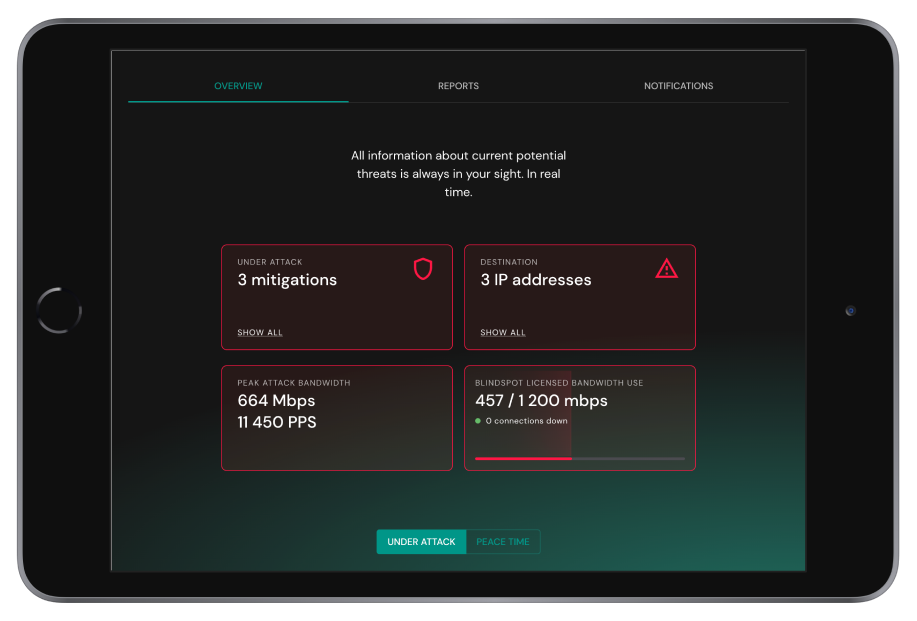 OVERVIEW REPORTS NOTIFICATIONS
All information about current potential
threats is always in your sight. In real
time.
UNDER ATTACK
3 mitigations
SHOW ALL
DESTINATION
3 IP addresses
SHOW ALL
PEAK ATTACK BANDWIDTH
664 Mbps
11 450 PPS
BLINDSPOT LICENSED BANDWIDTH USE
457 / 1 200 mbps
0 connections down
UNDER ATTACK PEACE TIME